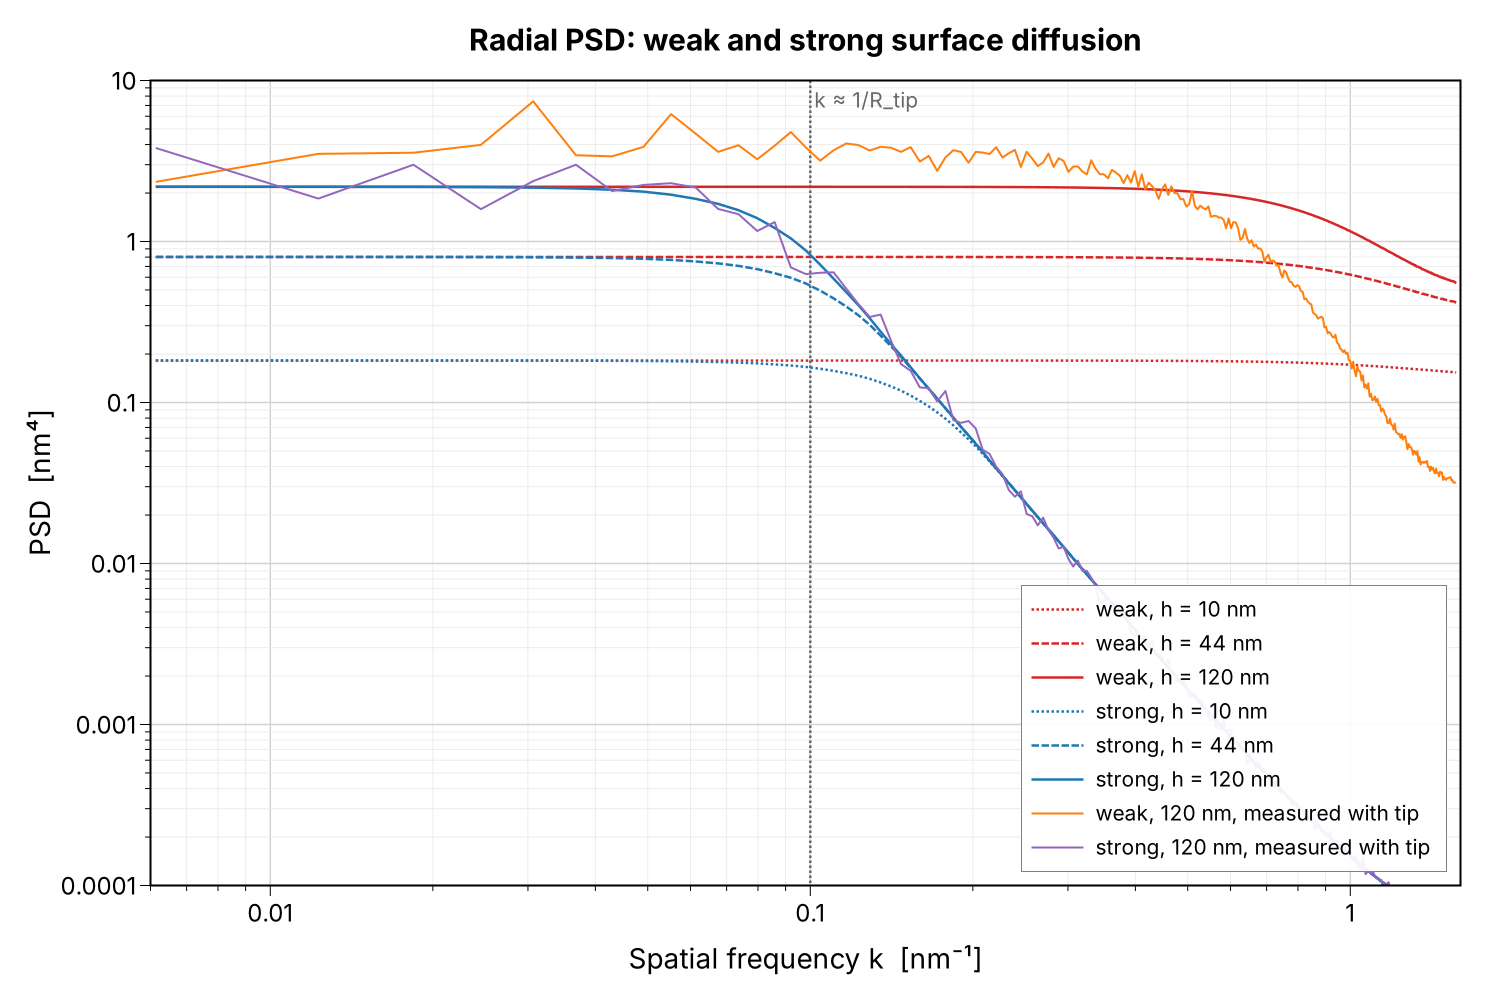 Radial PSD: weak and strong surface diffusion
k ≈ 1/R_tip
10
1
0.1
0.01
0.001
0.0001
PSD [nm⁴]
0.01
0.1
1
Spatial frequency k [nm⁻¹]
weak, h = 10 nm
weak, h = 44 nm
weak, h = 120 nm
strong, h = 10 nm
strong, h = 44 nm
strong, h = 120 nm
weak, 120 nm, measured with tip
strong, 120 nm, measured with tip